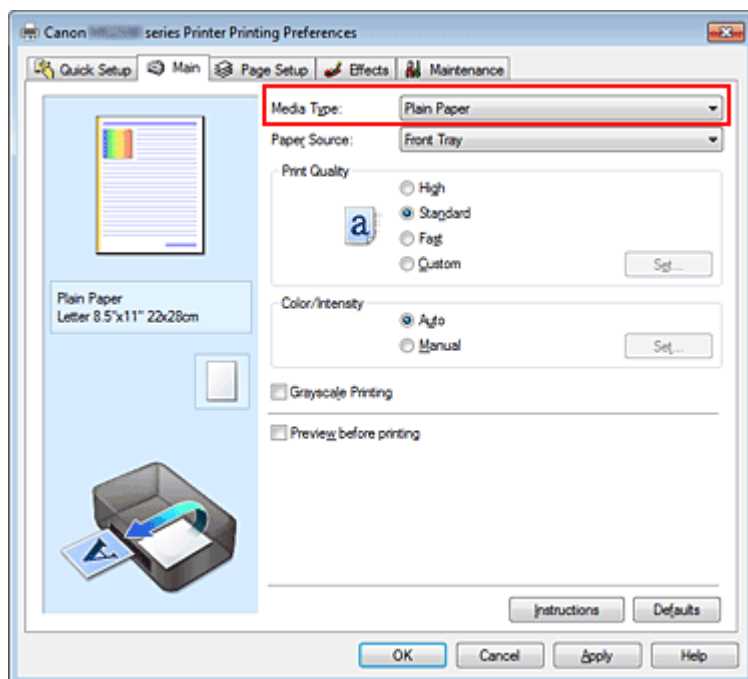 Canon series Printer Printing Preferences
Quick Setup Main Page Setup Effects Maintenance
Media Type: Plain Paper
Paper Source: Front Tray
Print Quality
High
a Standard
Fast
Custom Set...
Plain Paper
Letter 8.5"x11" 22x28cm
Color/Intensity
Auto
Manual Set...
Grayscale Printing
Preview before printing
A
Instructions Defaults
OK Cancel Apply Help